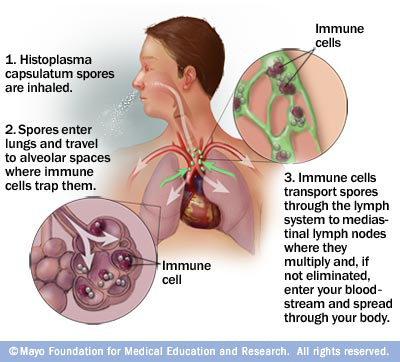 Immune
cells
1. Histoplasma
capsulatum spores
are inhaled.
2. Spores enter
lungs and travel
to alveolar spaces
where immune
cells trap them.
3. Immune cells
transport spores
through the lymph
system to medias-
tinal lymph nodes
where they
multiply and, if
not eliminated,
enter your blood-
stream and spread
through your body.
Immune
cell
© Mayo Foundation for Medical Education and Research. All rights reserved.